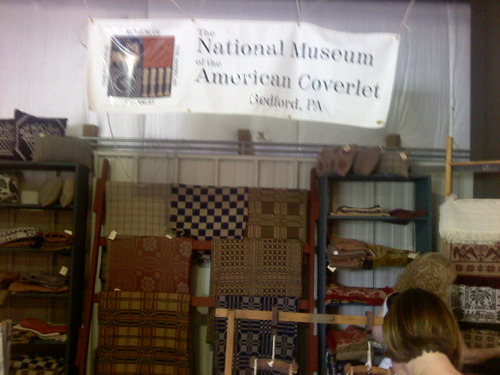 The
National Museum
of the
American Coverlet
Bedford, PA